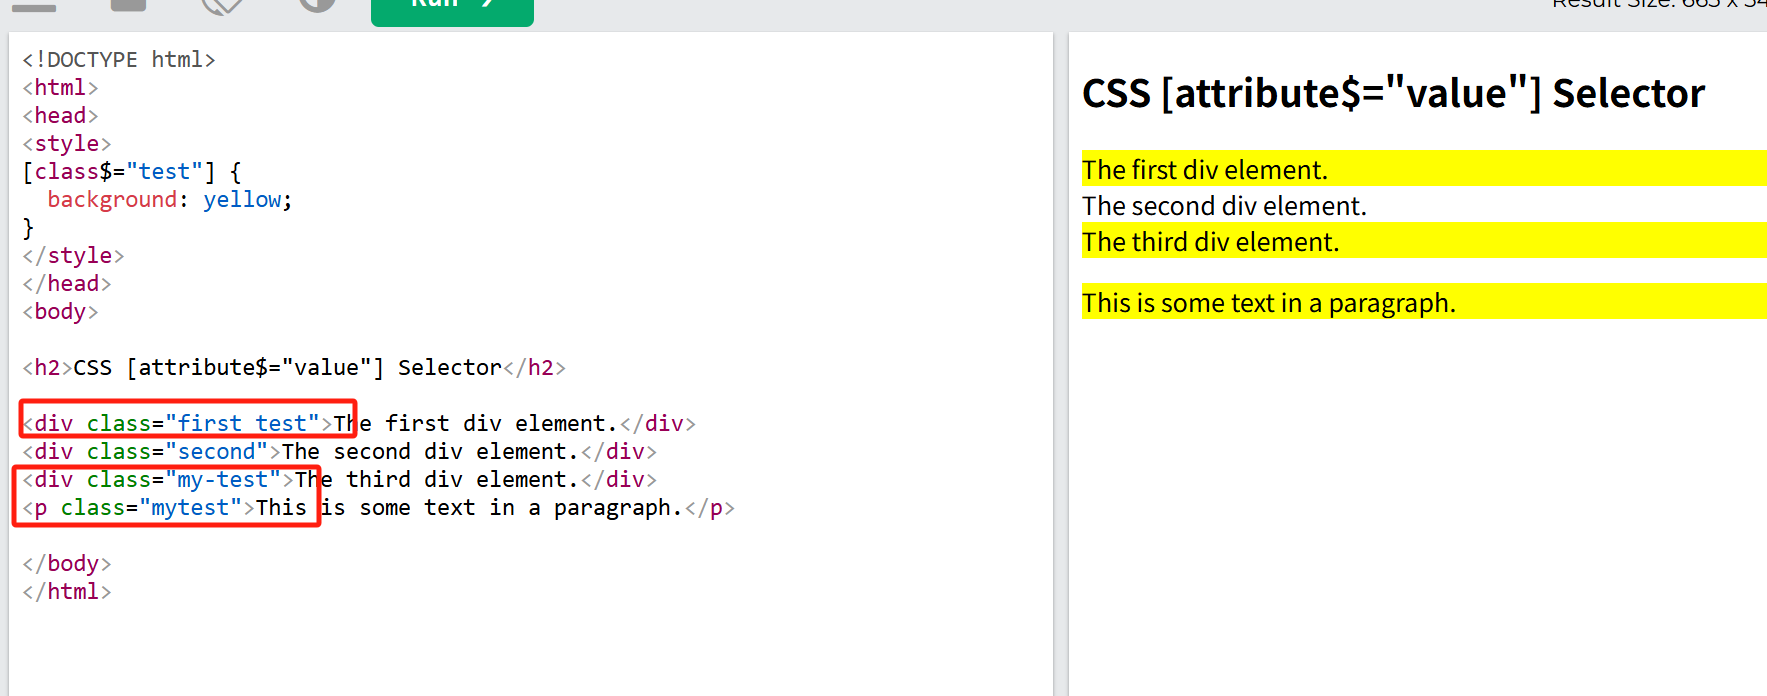 Run ❯
Result Size: 663 x 54
<!DOCTYPE html>
<html>
<head>
<style>
[class$="test"] {
  background: yellow;
}
</style>
</head>
<body>
<h2>CSS [attribute$="value"] Selector</h2>
<div class="first_test">The first div element.</div>
<div class="second">The second div element.</div>
<div class="my-test">The third div element.</div>
<p class="mytest">This is some text in a paragraph.</p>
</body>
</html>
CSS [attribute$="value"] Selector
The first div element.
The second div element.
The third div element.
This is some text in a paragraph.